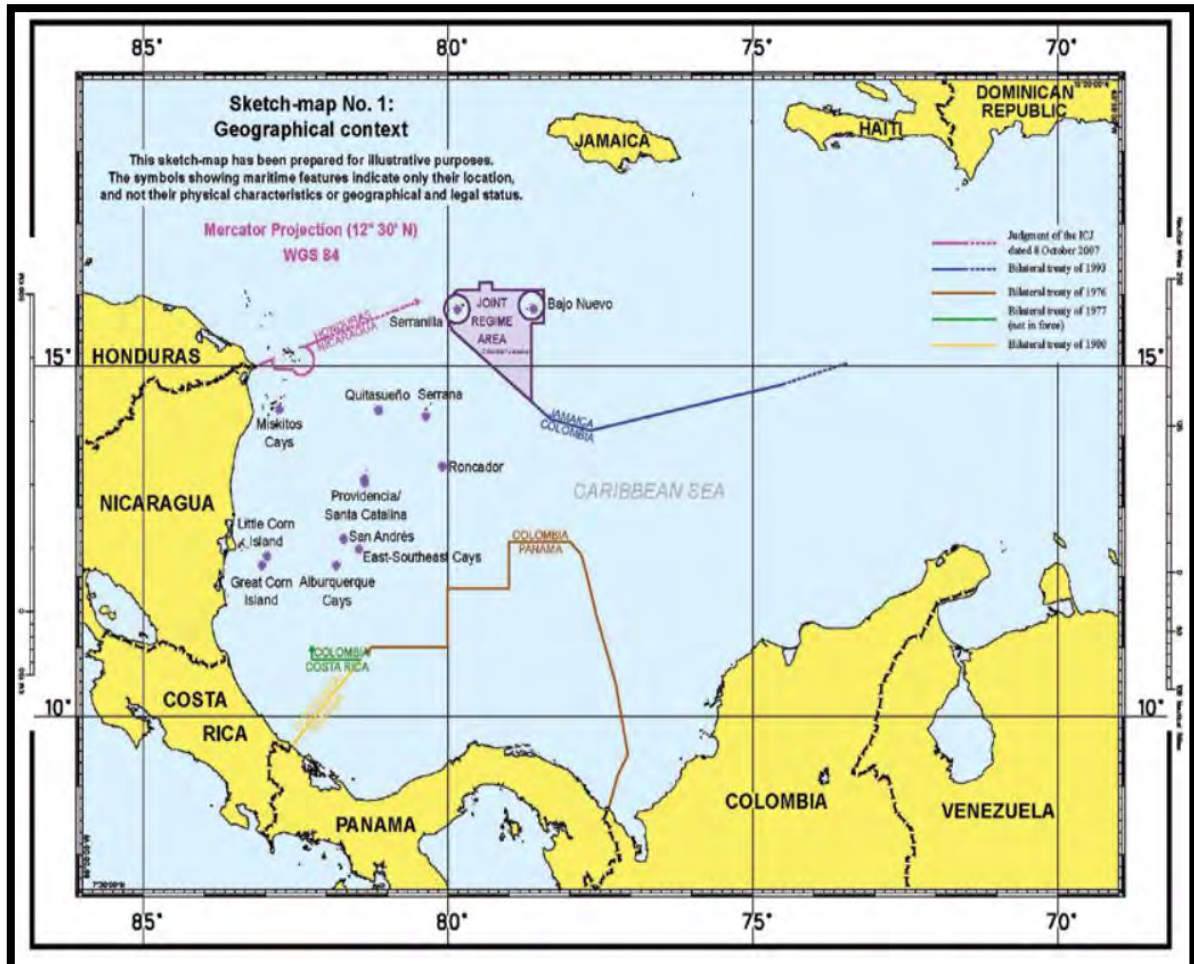 85°
80°
75°
70°
Sketch-map No. 1:
Geographical context
This sketch-map has been prepared for illustrative purposes.
The symbols showing maritime features indicate only their location,
and not their physical characteristics or geographical and legal status.
Mercator Projection (12° 30' N)
WGS 84
JAMAICA
HAITI
DOMINICAN
REPUBLIC
Judgment of the ICJ
dated 8 October 2007
Bilateral treaty of 1993
Bilateral treaty of 1976
Bilateral treaty of 1977
(not in force)
Bilateral treaty of 1980
HONDURAS
NICARAGUA
Serranilla
JOINT
REGIME
AREA
Bajo Nuevo
15°
HONDURAS
15°
Quitasueño
Serrana
Miskitos
Cays
JAMAICA
COLOMBIA
Roncador
CARIBBEAN SEA
NICARAGUA
Providencia/
Santa Catalina
Little Corn
Island
San Andrés
East-Southeast Cays
Great Corn
Island
Alburquerque
Cays
COLOMBIA
PANAMA
COLOMBIA
COSTA RICA
10°
COSTA
RICA
10°
PANAMA
COLOMBIA
VENEZUELA
85°
80°
75°
70°